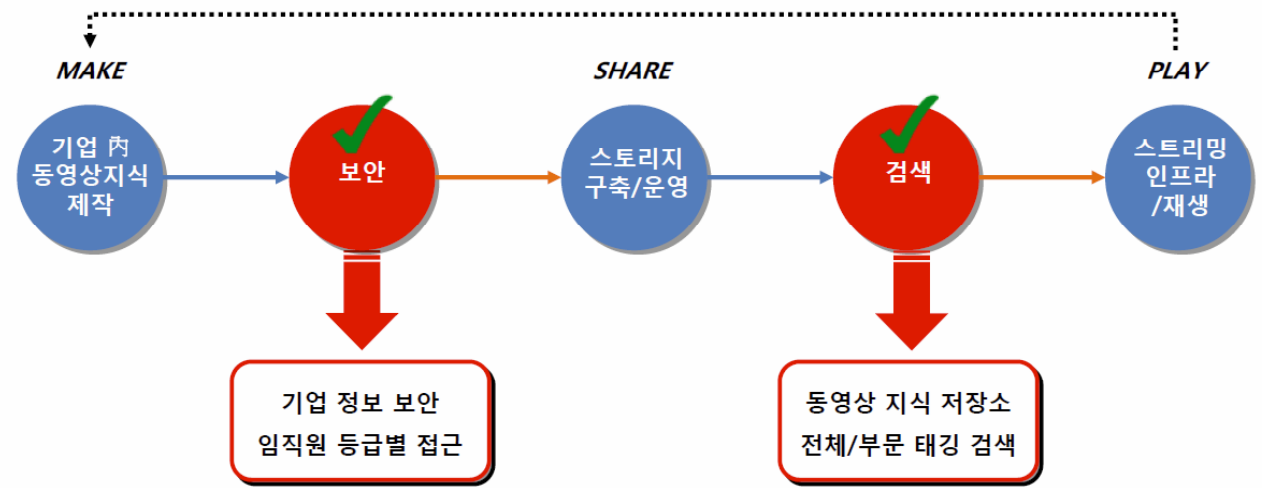 MAKE
SHARE
PLAY
기업 內
동영상지식
제작
보안
스토리지
구축/운영
검색
스트리밍
인프라
/재생
기업 정보 보안
임직원 등급별 접근
동영상 지식 저장소
전체/부문 태깅 검색